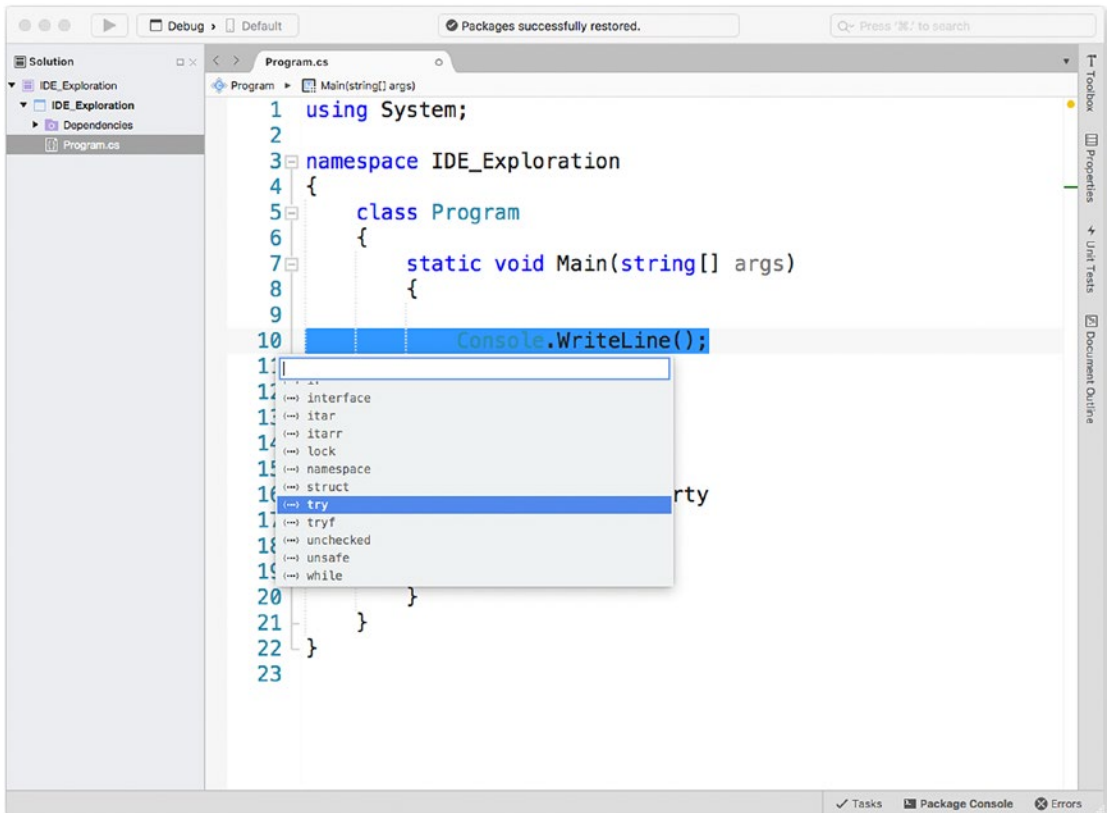 Debug › Default
Packages successfully restored.
Press '⌘.' to search
Solution
IDE_Exploration
IDE_Exploration
Dependencies
Program.cs
Program.cs
Program ▸ Main(string[] args)
1 using System;
2
3 namespace IDE_Exploration
4 {
5 class Program
6 {
7 static void Main(string[] args)
8 {
9
10 Console.WriteLine();
interface
itar
itarr
lock
namespace
struct
rty
try
tryf
unchecked
unsafe
while
20 }
21 }
22 }
23
Toolbox
Properties
Unit Tests
Document Outline
Tasks
Package Console
Errors